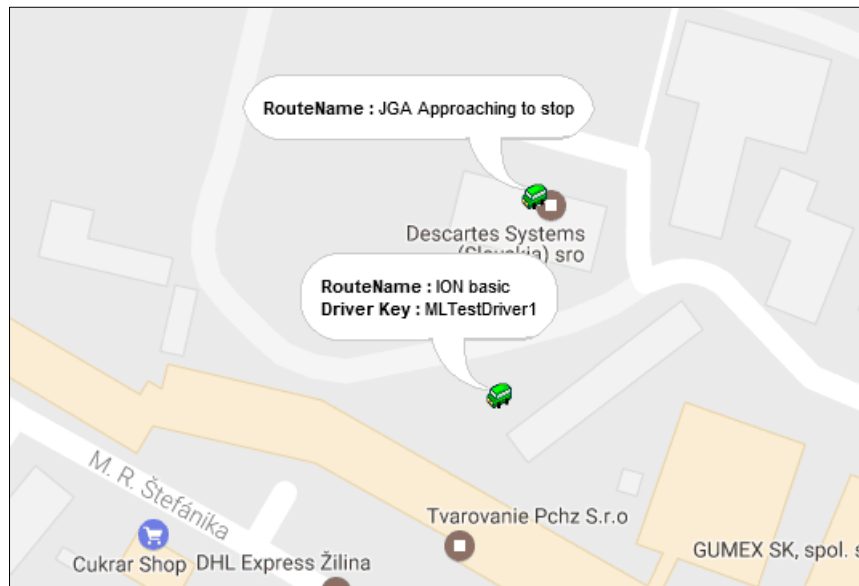 RouteName : JGA Approaching to stop
Descartes Systems
(Slovakia) sro
RouteName : ION basic
Driver Key : MLTestDriver1
M. R. Štefánika
Tvarovanie Pchz S.r.o
Cukrar Shop
DHL Express Žilina
GUMEX SK, spol. s